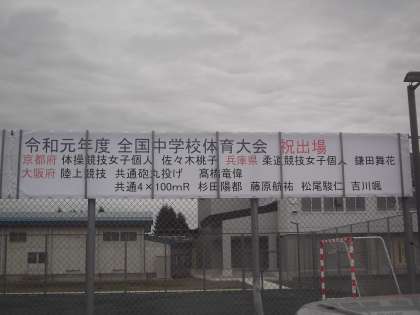 令和元年度 全国中学校体育大会 祝出場
京都府 体操競技女子個人 佐々木桃子 兵庫県 柔道競技女子個人 鎌田舞花
大阪府 陸上競技 共通砲丸投げ 髙橋竜偉
共通4×100mR 杉田陽都 藤原航祐 松尾駿仁 吉川颯